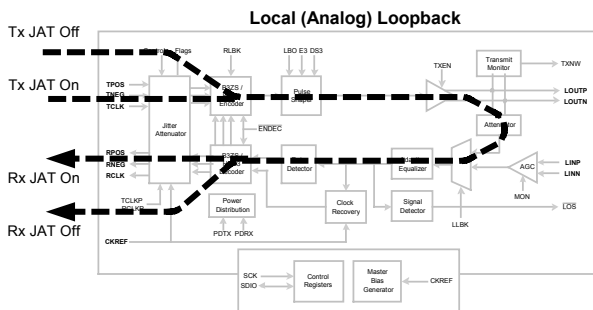 Local (Analog) Loopback
Tx JAT Off
Flags
RLBK
LBO E3 DS3
TXEN
Transmit Monitor
TXNW
Tx JAT On
TPOS
TNEG
TCLK
B3ZS /
Encoder
Pulse
LOUTP
LOUTN
Jitter Attenuator
ENDEC
Attenuator
RPOS
RNEG
RCLK
B3ZS /
Decoder
Detector
Equalizer
AGC
LINP
LINN
Rx JAT On
TCLKP
Power Distribution
Clock Recovery
Signal Detector
MON
LOS
Rx JAT Off
CKREF
PDTX PDRX
LLBK
SCK
SDIO
Control Registers
Master Bias Generator
CKREF